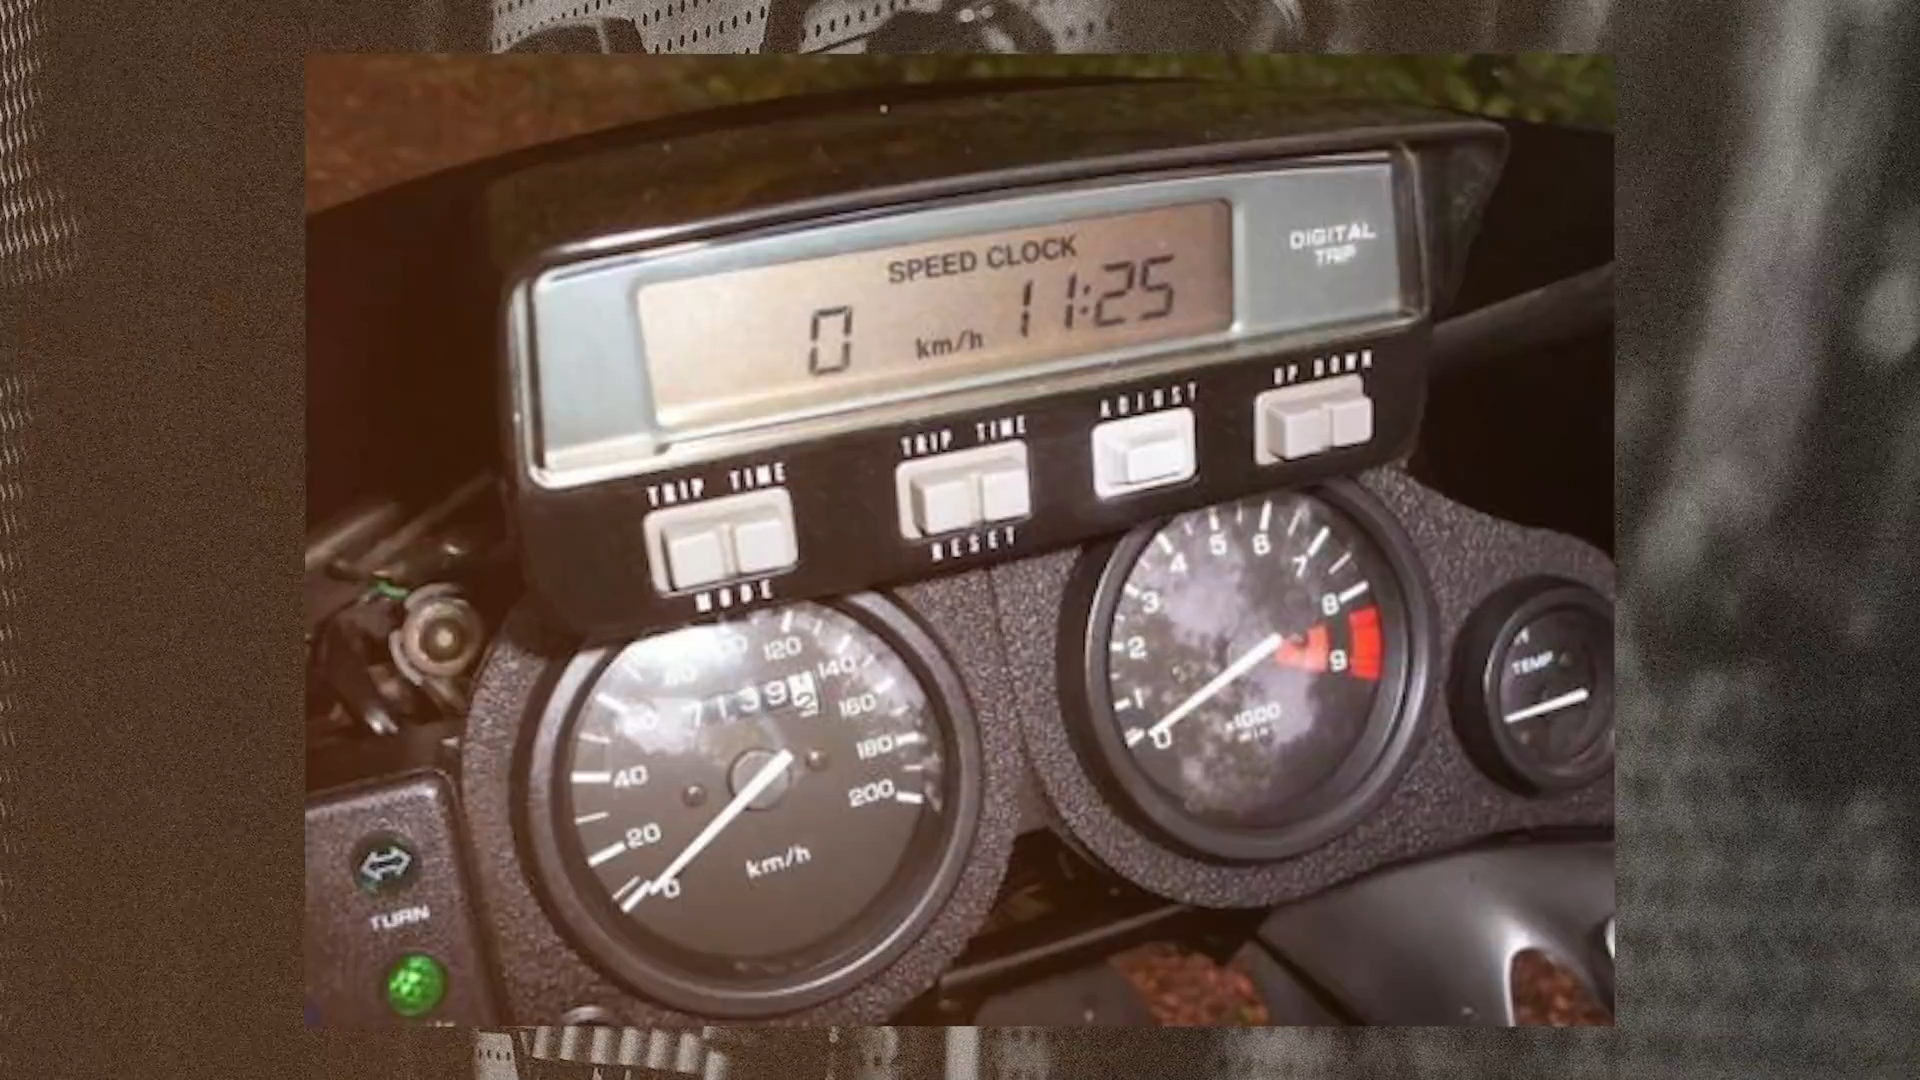 SPEED CLOCK
0 km/h 11:25
DIGITAL
TRIP
UP DOWN
ADJUST
TRIP TIME
RESET
TRIP TIME
MODE
120
140
160
180
200
40
20
0
km/h
4
5
6
7
3
8
2
9
1
0
x1000
TEMP
TURN